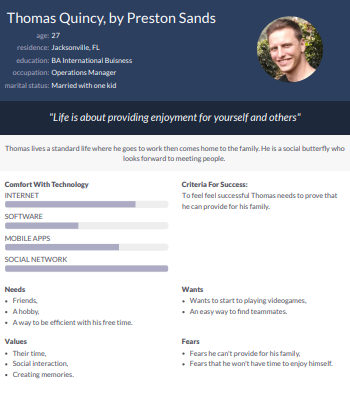 Thomas Quincy, by Preston Sands
age: 27
residence: Jacksonville, FL
education: BA International Buisness
occupation: Operations Manager
marital status: Married with one kid
"Life is about providing enjoyment for yourself and others"
Thomas lives a standard life where he goes to work then comes home to the family. He is a social butterfly who
looks forward to meeting people.
Comfort With Technology
INTERNET
SOFTWARE
MOBILE APPS
SOCIAL NETWORK
Criteria For Success:
To feel feel successful Thomas needs to prove that
he can provide for his family.
Needs
• Friends,
• A hobby,
• A way to be efficient with his free time.
Wants
• Wants to start to playing videogames,
• An easy way to find teammates.
Values
• Their time,
• Social interaction,
• Creating memories.
Fears
• Fears he can't provide for his family,
• Fears that he won't have time to enjoy himself.